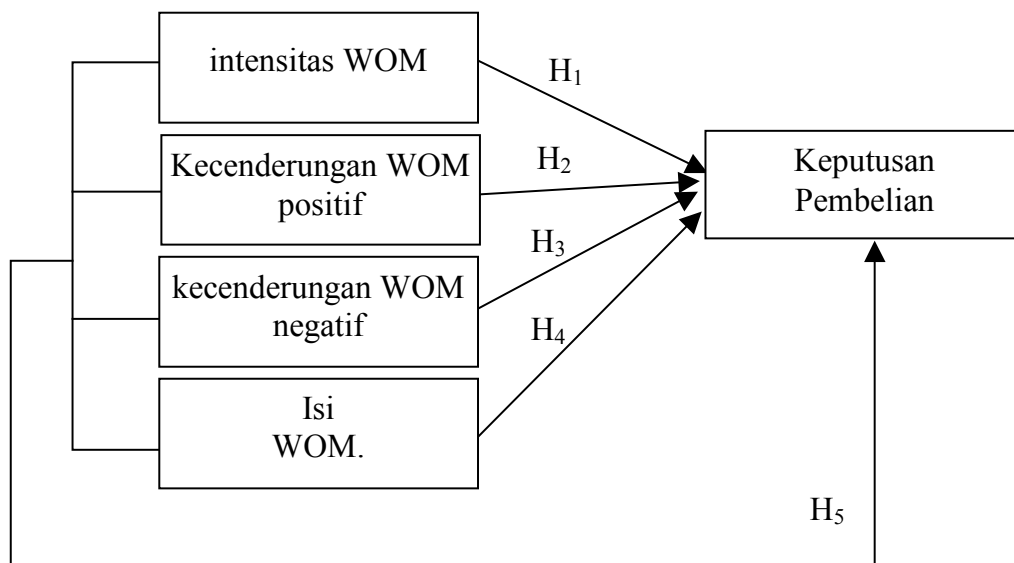 intensitas WOM
H₁
Kecenderungan WOM
positif
H₂
Keputusan
Pembelian
kecenderungan WOM
negatif
H₃
H₄
Isi
WOM.
H₅